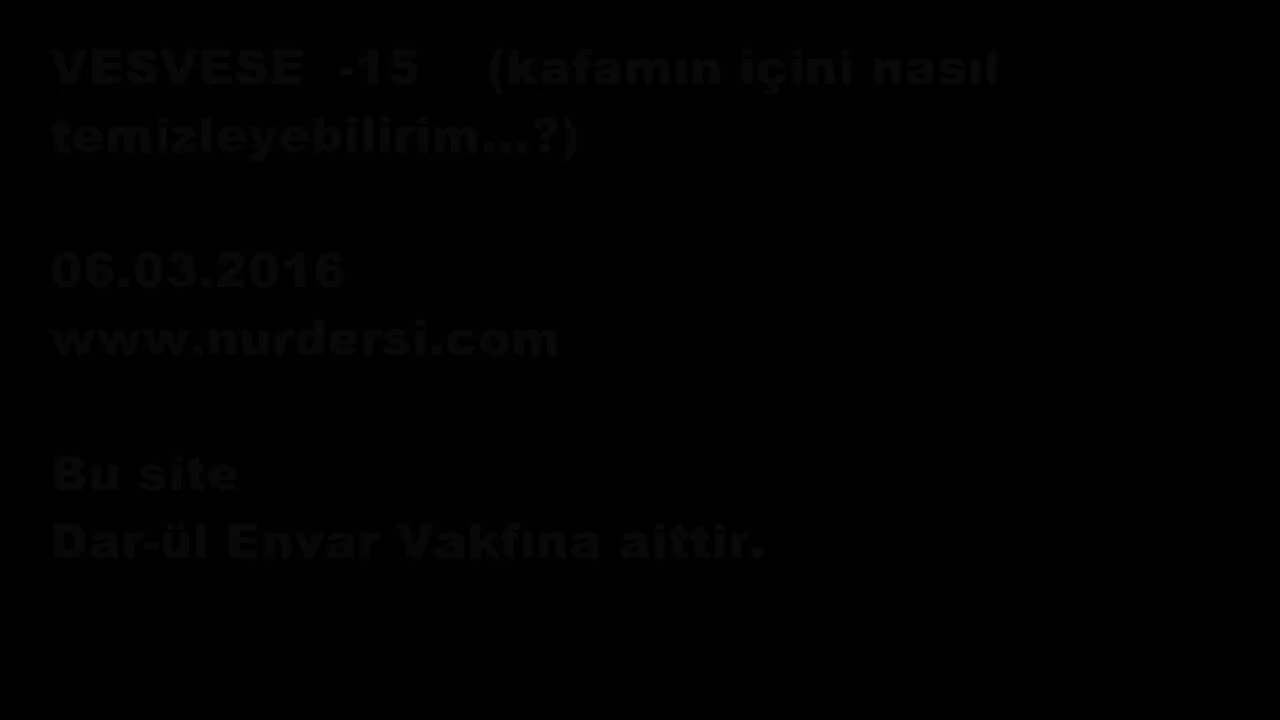 VESVESE -15 (kafamın içini nasıl
temizleyebilirim...?)
06.03.2016
www.nurdersi.com
Bu site
Dar-ül Envar Vakfına aittir.